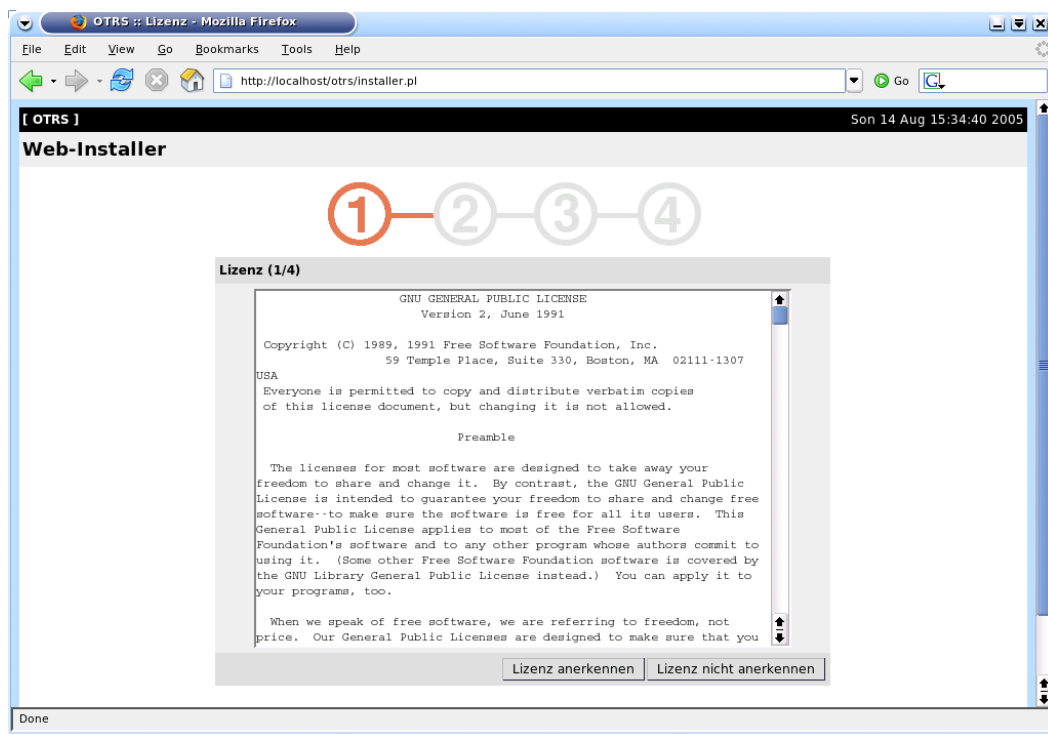 OTRS :: Lizenz - Mozilla Firefox
File Edit View Go Bookmarks Tools Help
http://localhost/otrs/installer.pl Go G
[ OTRS ] Son 14 Aug 15:34:40 2005
Web-Installer
1 2 3 4
Lizenz (1/4)
GNU GENERAL PUBLIC LICENSE
Version 2, June 1991
Copyright (C) 1989, 1991 Free Software Foundation, Inc.
59 Temple Place, Suite 330, Boston, MA 02111-1307
USA
Everyone is permitted to copy and distribute verbatim copies
of this license document, but changing it is not allowed.
Preamble
The licenses for most software are designed to take away your
freedom to share and change it. By contrast, the GNU General Public
License is intended to guarantee your freedom to share and change free
software--to make sure the software is free for all its users. This
General Public License applies to most of the Free Software
Foundation's software and to any other program whose authors commit to
using it. (Some other Free Software Foundation software is covered by
the GNU Library General Public License instead.) You can apply it to
your programs, too.
When we speak of free software, we are referring to freedom, not
price. Our General Public Licenses are designed to make sure that you
Lizenz anerkennen Lizenz nicht anerkennen
Done